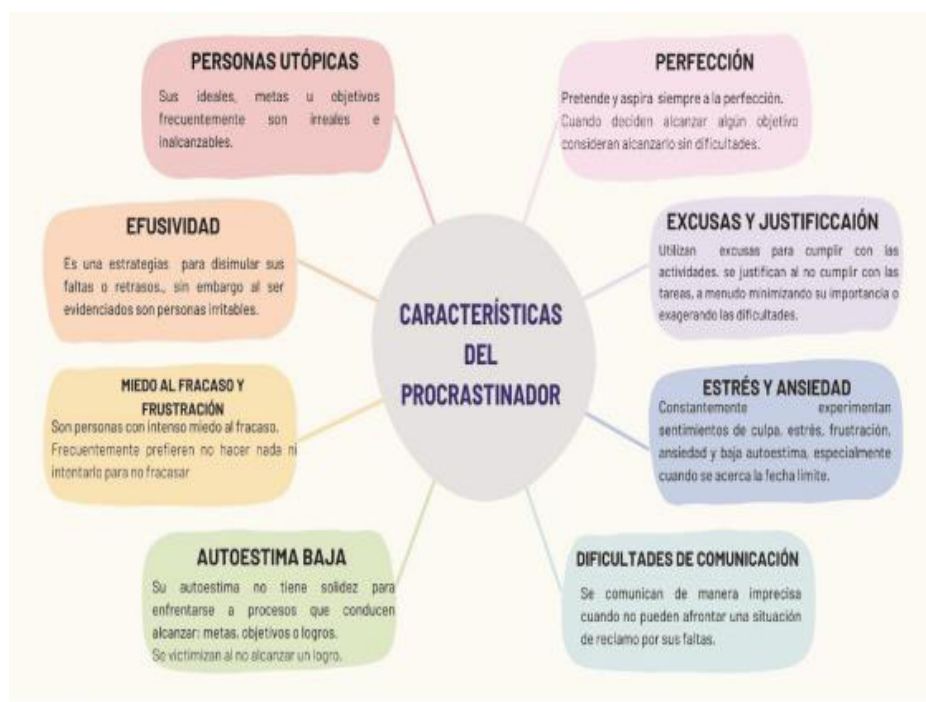 PERSONAS UTÓPICAS
Sus ideales, metas u objetivos
frecuentemente son irreales e
inalcanzables.
PERFECCIÓN
Pretende y aspira siempre a la perfección.
Cuando deciden alcanzar algún objetivo
consideran alcanzarlo sin dificultades.
EFUSIVIDAD
Es una estrategias para disimular sus
faltas o retrasos., sin embargo al ser
evidenciados son personas irritables.
EXCUSAS Y JUSTIFICCAIÓN
Utilizan excusas para cumplir con las
actividades. se justifican al no cumplir con las
tareas, a menudo minimizando su importancia o
exagerando las dificultades.
CARACTERÍSTICAS
DEL
PROCRASTINADOR
MIEDO AL FRACASO Y
FRUSTRACIÓN
Son personas con intenso miedo al fracaso.
Frecuentemente prefieren no hacer nada ni
intentarlo para no fracasar
ESTRÉS Y ANSIEDAD
Constantemente experimentan
sentimientos de culpa, estrés, frustración,
ansiedad y baja autoestima, especialmente
cuando se acerca la fecha límite.
AUTOESTIMA BAJA
Su autoestima no tiene solidez para
enfrentarse a procesos que conducen
alcanzar: metas, objetivos o logros.
Se victimizan al no alcanzar un logro.
DIFICULTADES DE COMUNICACIÓN
Se comunican de manera imprecisa
cuando no pueden afrontar una situación
de reclamo por sus faltas.